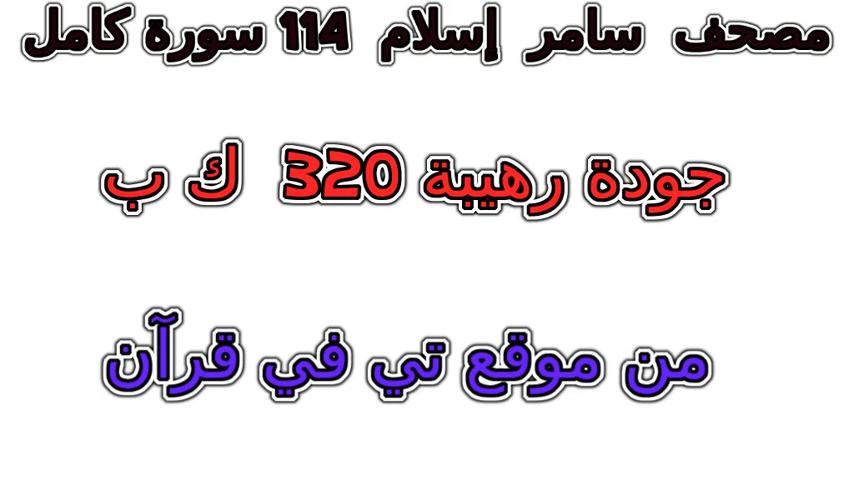 مصحف سامر إسلام 114 سورة كامل
جودة رهيبة 320 ك ب
من موقع تي في قرآن